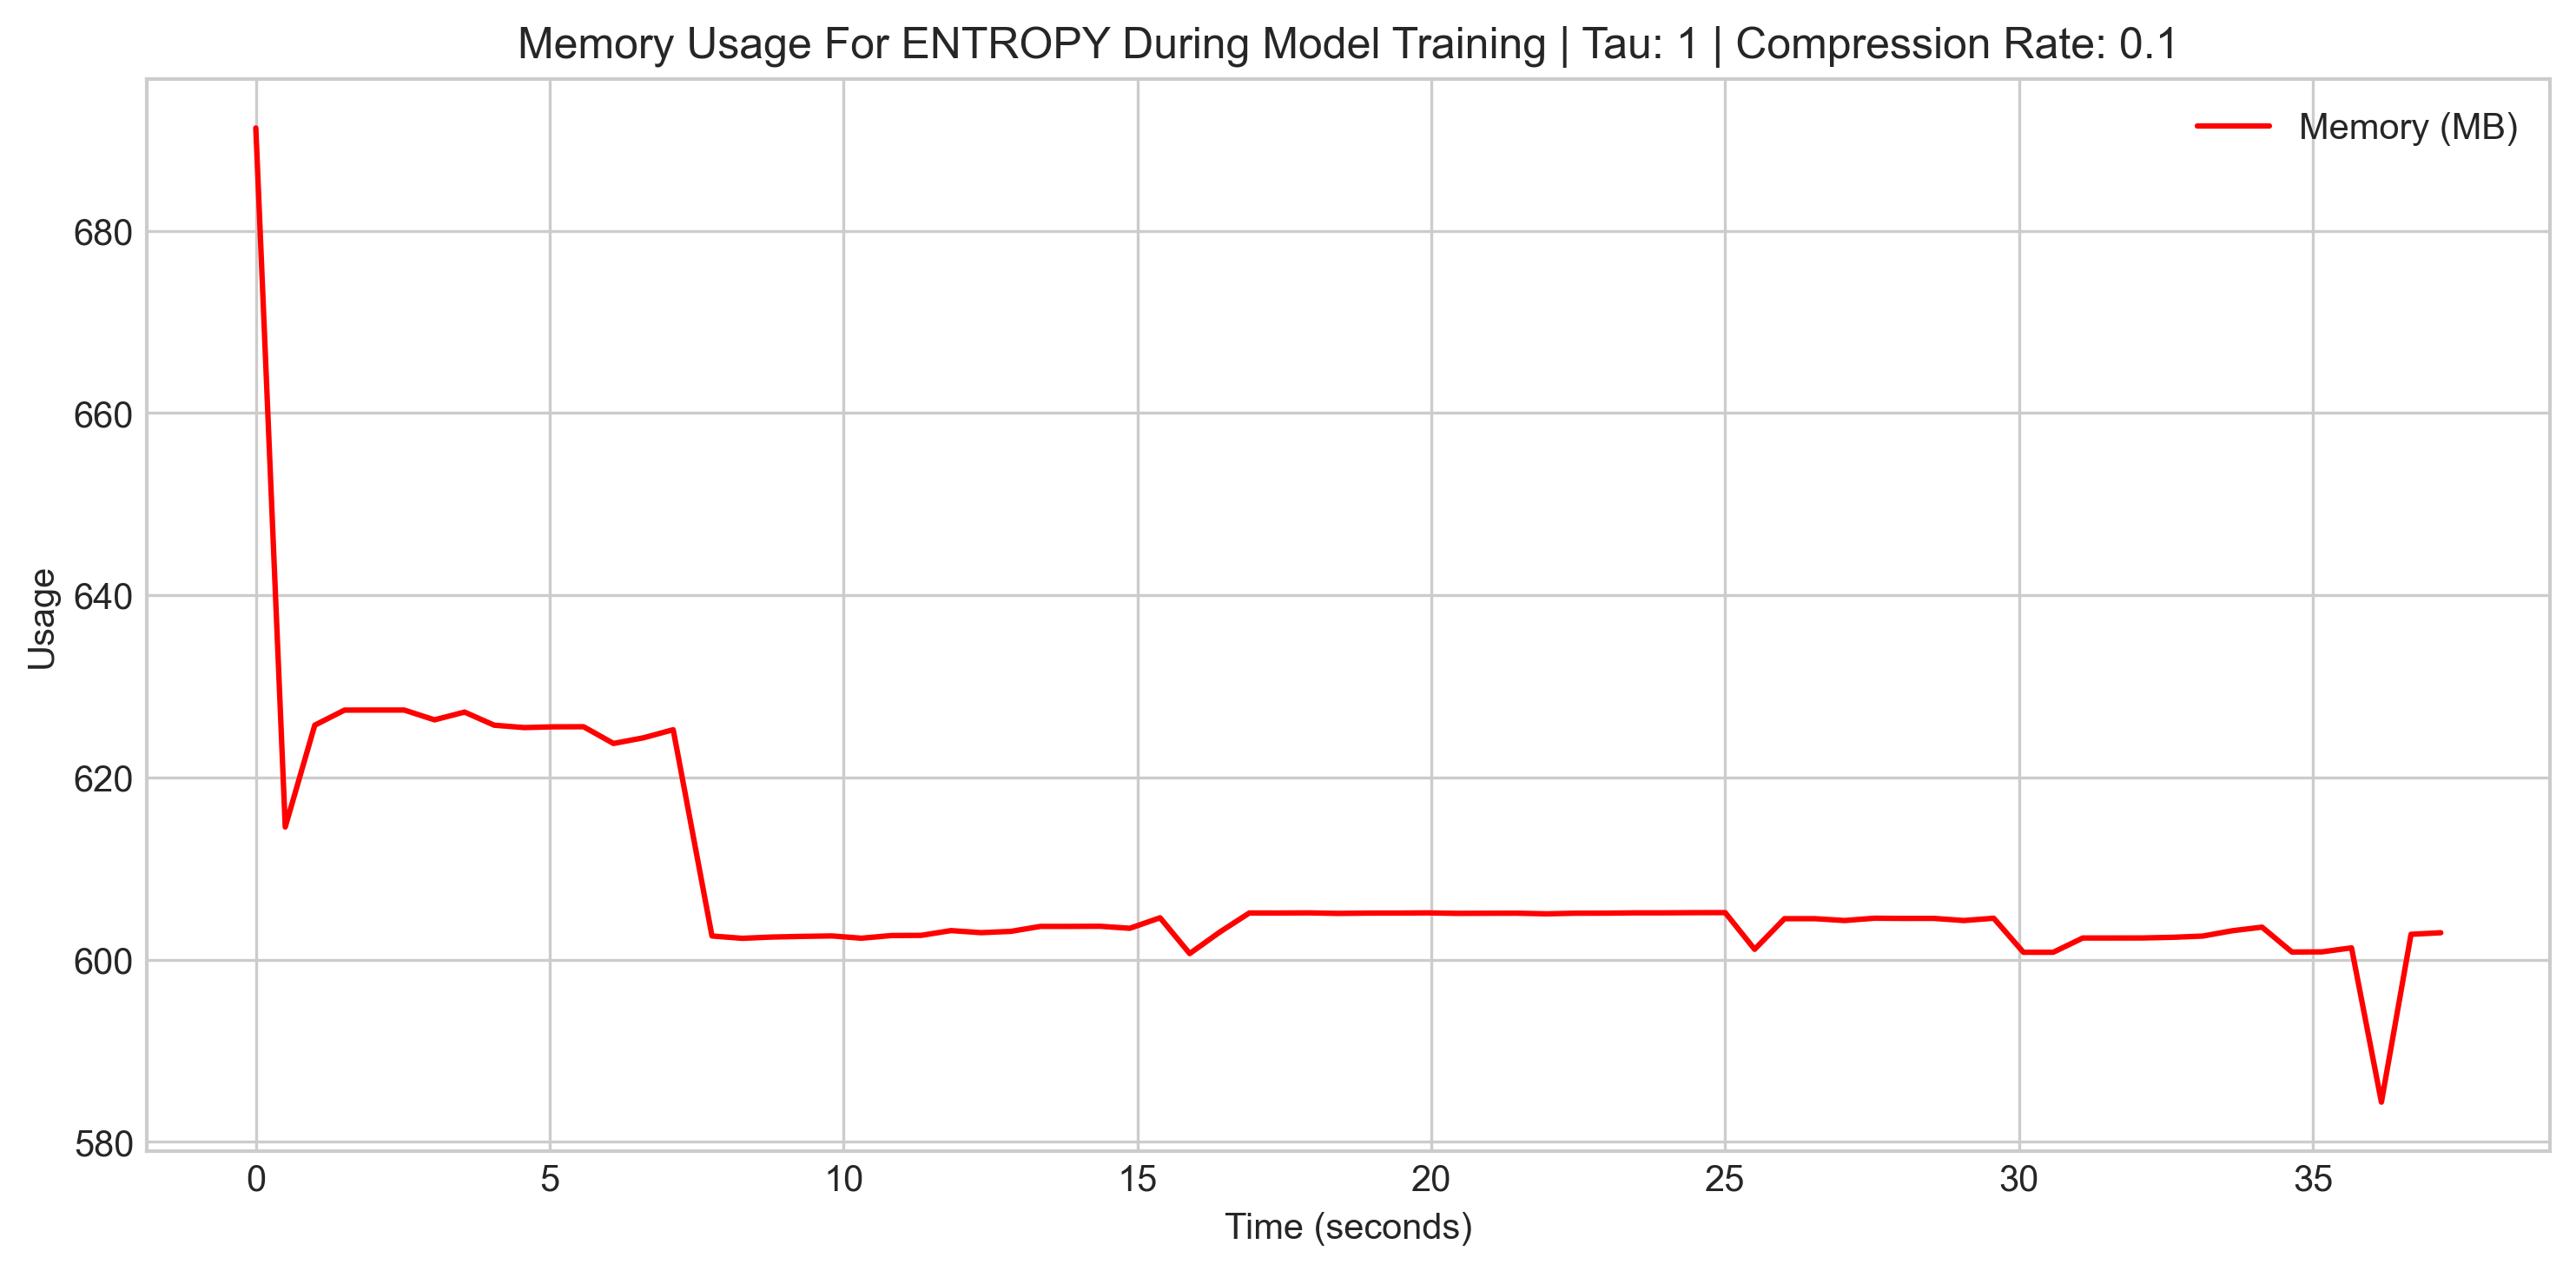 Memory Usage For ENTROPY During Model Training | Tau: 1 | Compression Rate: 0.1
Memory (MB)
Usage
680
660
640
620
600
580
0 5 10 15 20 25 30 35
Time (seconds)